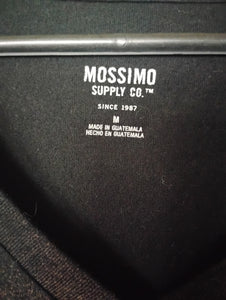 MOSSIMO
SUPPLY CO.™
SINCE 1987
M
MADE IN GUATEMALA
HECHO EN GUATEMALA